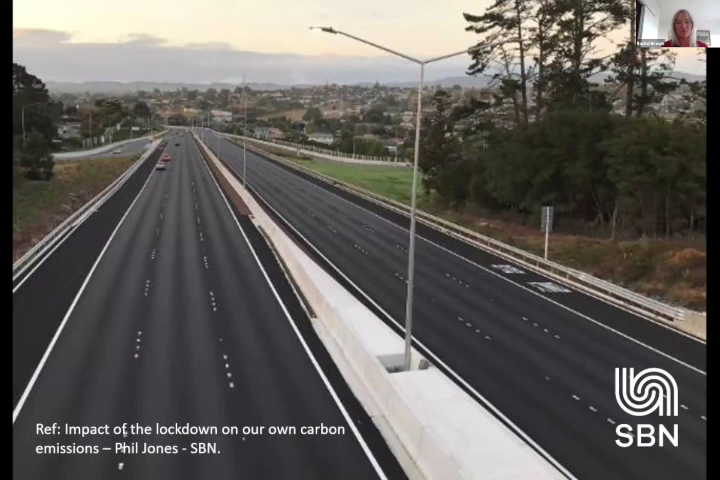 Ref: Impact of the lockdown on our own carbon
emissions – Phil Jones - SBN.
SBN